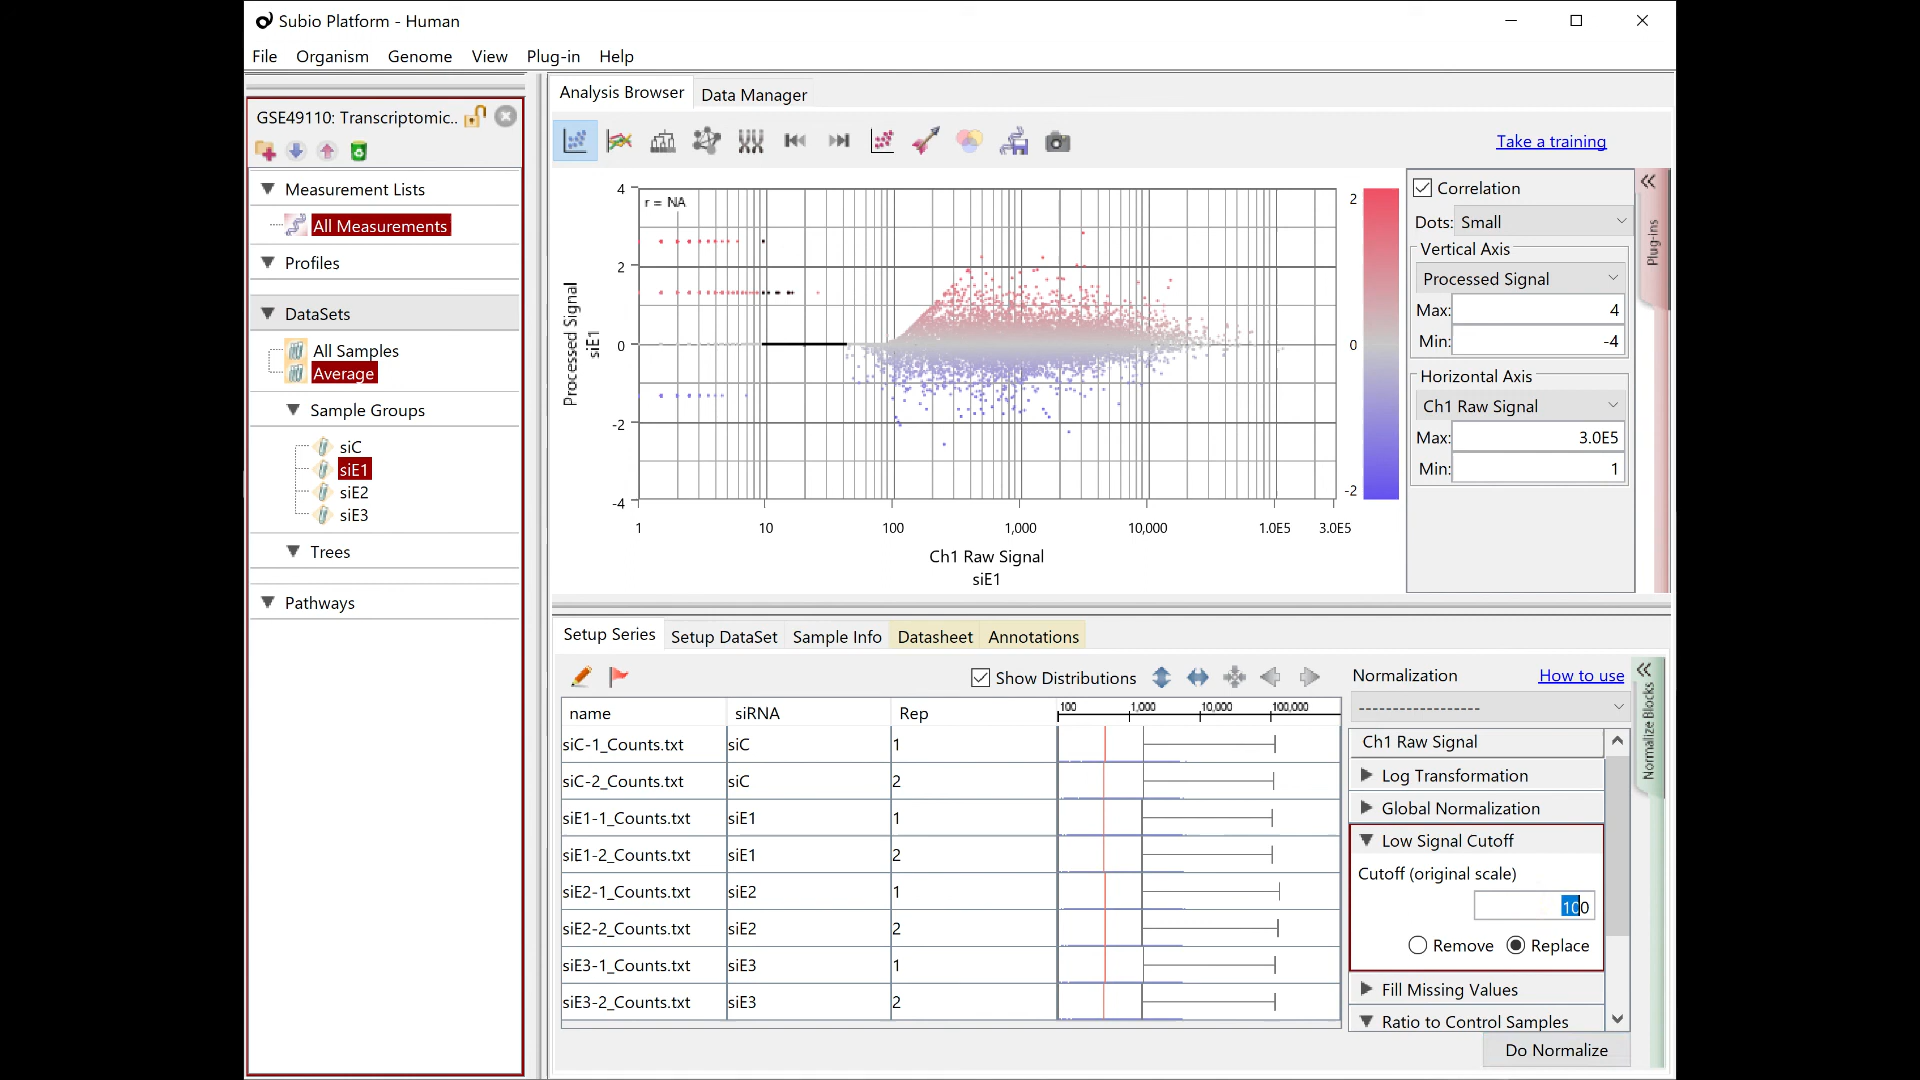 Subio Platform - Human
File Organism Genome View Plug-in Help
GSE49110: Transcriptomic..
Measurement Lists
All Measurements
Profiles
DataSets
All Samples
Average
Sample Groups
siC
siE1
siE2
siE3
Trees
Pathways
Analysis Browser Data Manager
Take a training
r = NA
4
2
0
-2
-4
Processed Signal
siE1
1 10 100 1,000 10,000 1.0E5 3.0E5
Ch1 Raw Signal
siE1
2
0
-2
Correlation
Dots: Small
Vertical Axis
Processed Signal
Max: 4
Min: -4
Horizontal Axis
Ch1 Raw Signal
Max: 3.0E5
Min: 1
Plug-ins
Setup Series Setup DataSet Sample Info Datasheet Annotations
Show Distributions
name siRNA Rep 100 1,000 10,000 100,000
siC-1_Counts.txt siC 1
siC-2_Counts.txt siC 2
siE1-1_Counts.txt siE1 1
siE1-2_Counts.txt siE1 2
siE2-1_Counts.txt siE2 1
siE2-2_Counts.txt siE2 2
siE3-1_Counts.txt siE3 1
siE3-2_Counts.txt siE3 2
Normalization How to use
------------------
Ch1 Raw Signal
Log Transformation
Global Normalization
Low Signal Cutoff
Cutoff (original scale)
100
Remove Replace
Fill Missing Values
Ratio to Control Samples
Do Normalize
Normalize Blocks